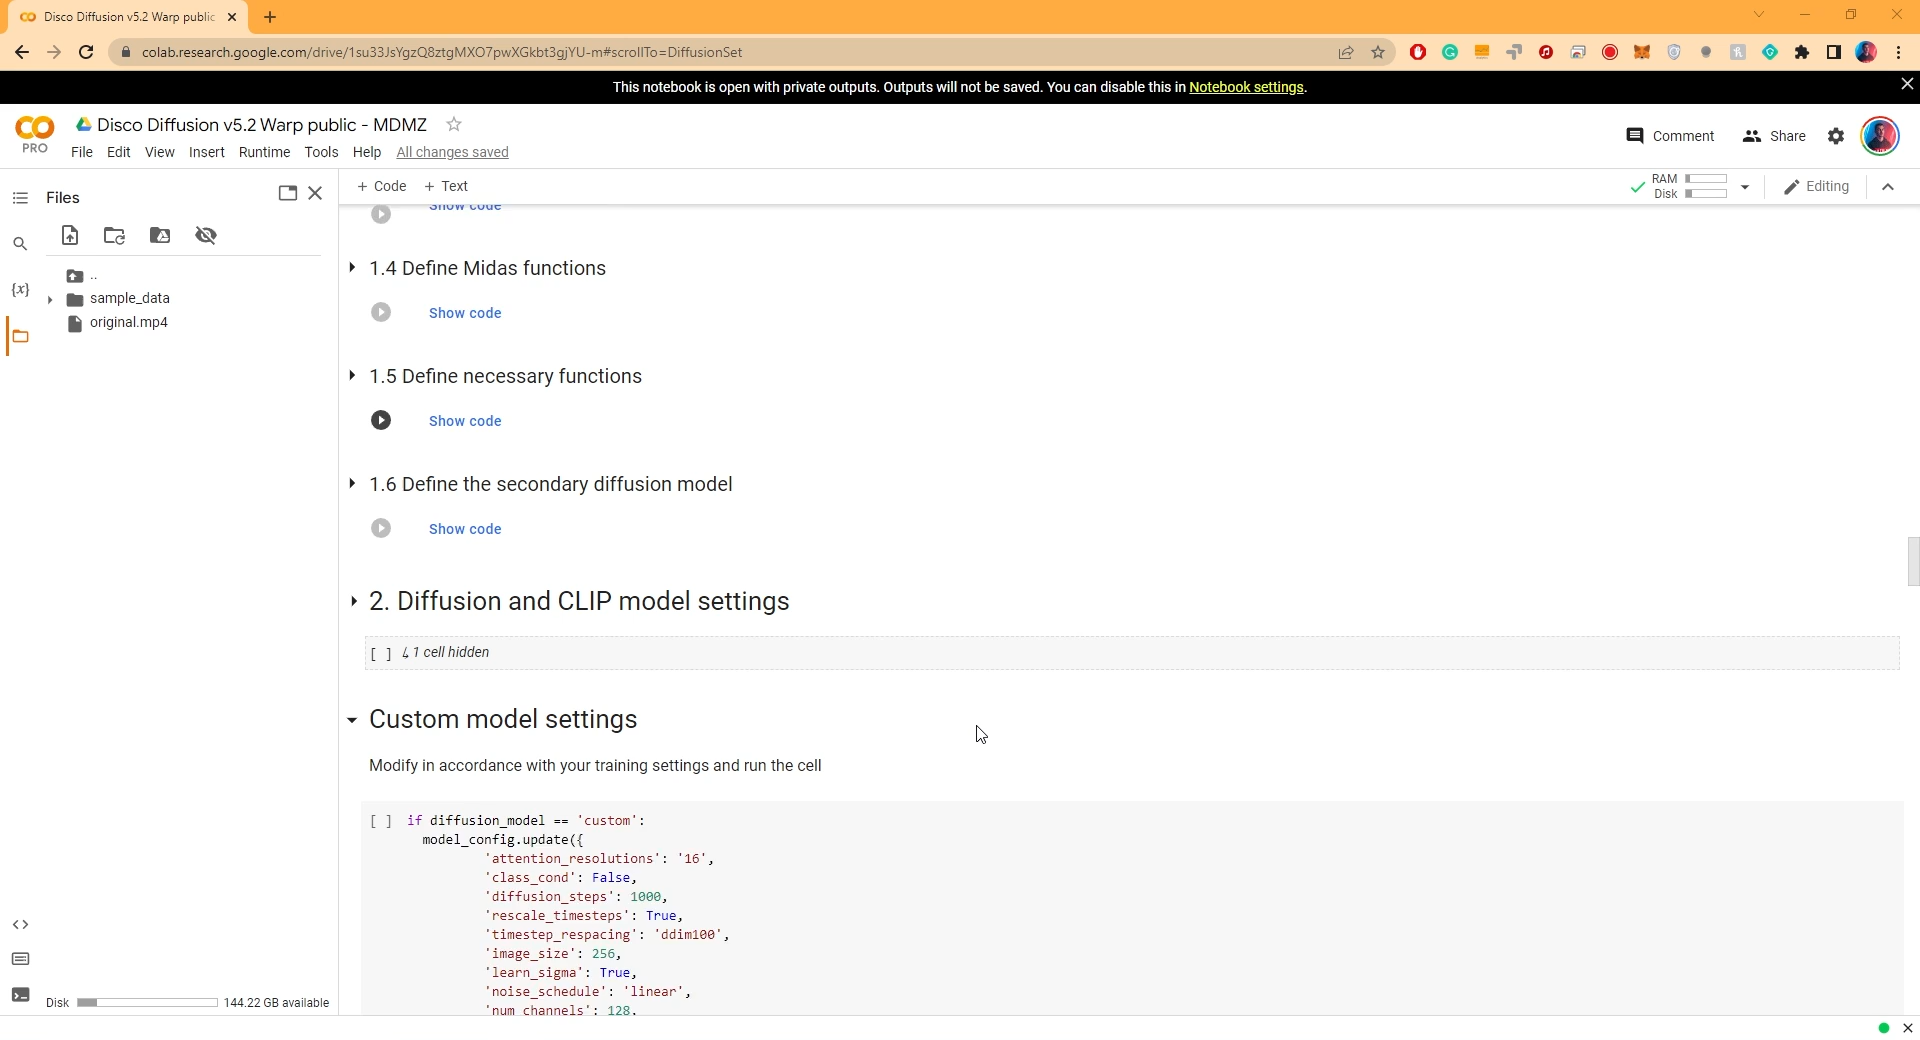 Disco Diffusion v5.2 Warp public
colab.research.google.com/drive/1su33JsYgzQ8ztgMXO7pwXGkbt3gjYU-m#scrollTo=DiffusionSet
This notebook is open with private outputs. Outputs will not be saved. You can disable this in Notebook settings.
Disco Diffusion v5.2 Warp public - MDMZ
PRO
File Edit View Insert Runtime Tools Help All changes saved
Comment Share
Files
+ Code + Text
RAM
Disk
Editing
..
sample_data
original.mp4
{x}
Show code
1.4 Define Midas functions
Show code
1.5 Define necessary functions
Show code
1.6 Define the secondary diffusion model
Show code
2. Diffusion and CLIP model settings
[ ] ↳ 1 cell hidden
Custom model settings
Modify in accordance with your training settings and run the cell
[ ] if diffusion_model == 'custom':
model_config.update({
'attention_resolutions': '16',
'class_cond': False,
'diffusion_steps': 1000,
'rescale_timesteps': True,
'timestep_respacing': 'ddim100',
'image_size': 256,
'learn_sigma': True,
'noise_schedule': 'linear',
'num_channels': 128,
Disk 144.22 GB available